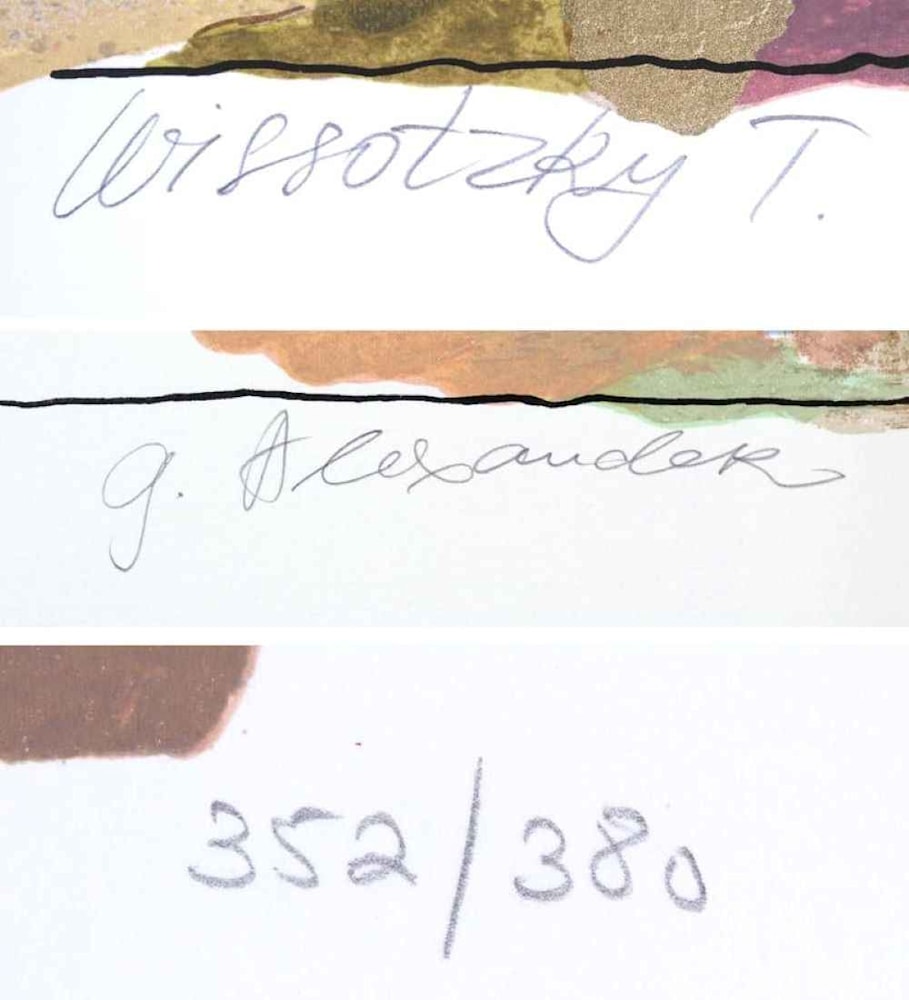 Wissotzky T.
g. Alexander
352/380